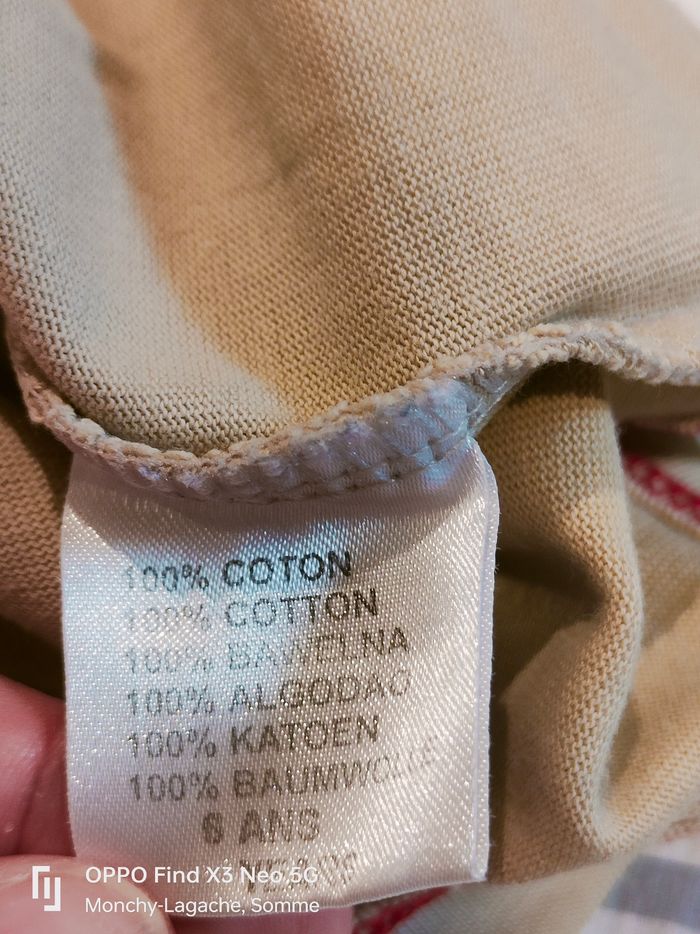 100% COTON
100% COTTON
100%
100% ALGODAO
100% KATOEN
100% BAUMWOLLE
6 ANS
YEARS
OPPO Find X3 Neo 5G
Monchy-Lagache, Somme